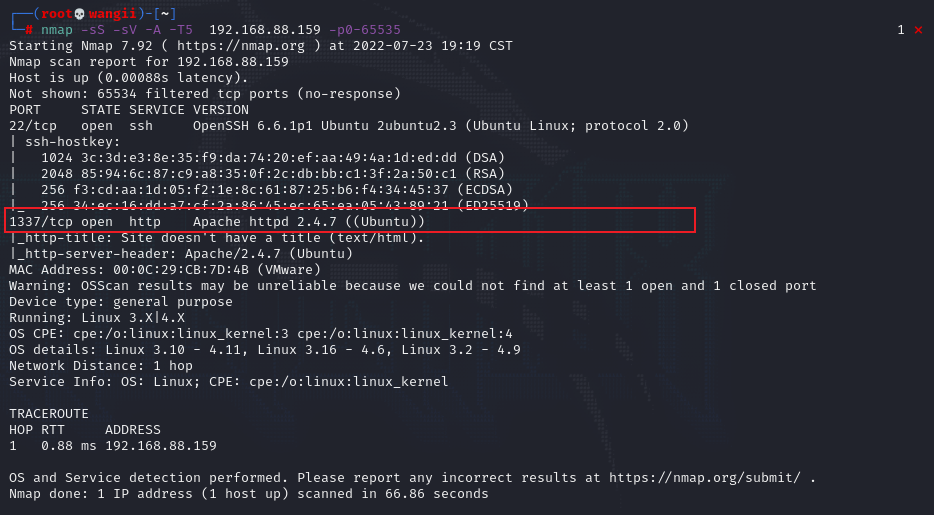 ┌──(root💀wangii)-[~]
└─# nmap -sS -sV -A -T5  192.168.88.159 -p0-65535 1 ×
Starting Nmap 7.92 ( https://nmap.org ) at 2022-07-23 19:19 CST
Nmap scan report for 192.168.88.159
Host is up (0.00088s latency).
Not shown: 65534 filtered tcp ports (no-response)
PORT     STATE SERVICE VERSION
22/tcp   open  ssh     OpenSSH 6.6.1p1 Ubuntu 2ubuntu2.3 (Ubuntu Linux; protocol 2.0)
| ssh-hostkey:
|   1024 3c:3d:e3:8e:35:f9:da:74:20:ef:aa:49:4a:1d:ed:dd (DSA)
|   2048 85:94:6c:87:c9:a8:35:0f:2c:db:bb:c1:3f:2a:50:c1 (RSA)
|   256 f3:cd:aa:1d:05:f2:1e:8c:61:87:25:b6:f4:34:45:37 (ECDSA)
|_  256 34:ec:16:dd:a7:cf:2a:86:45:ec:65:ea:05:43:89:21 (ED25519)
1337/tcp open  http    Apache httpd 2.4.7 ((Ubuntu))
|_http-title: Site doesn't have a title (text/html).
|_http-server-header: Apache/2.4.7 (Ubuntu)
MAC Address: 00:0C:29:CB:7D:4B (VMware)
Warning: OSScan results may be unreliable because we could not find at least 1 open and 1 closed port
Device type: general purpose
Running: Linux 3.X|4.X
OS CPE: cpe:/o:linux:linux_kernel:3 cpe:/o:linux:linux_kernel:4
OS details: Linux 3.10 - 4.11, Linux 3.16 - 4.6, Linux 3.2 - 4.9
Network Distance: 1 hop
Service Info: OS: Linux; CPE: cpe:/o:linux:linux_kernel
TRACEROUTE
HOP RTT     ADDRESS
1   0.88 ms 192.168.88.159
OS and Service detection performed. Please report any incorrect results at https://nmap.org/submit/ .
Nmap done: 1 IP address (1 host up) scanned in 66.86 seconds